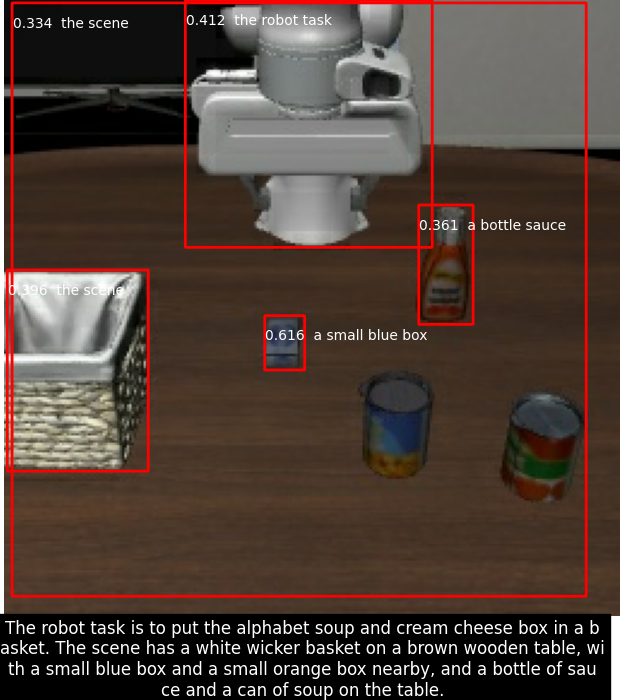 0.334 the scene
0.412 the robot task
0.361 a bottle sauce
0.396 the scene
0.616 a small blue box
The robot task is to put the alphabet soup and cream cheese box in a b
asket. The scene has a white wicker basket on a brown wooden table, wi
th a small blue box and a small orange box nearby, and a bottle of sau
ce and a can of soup on the table.